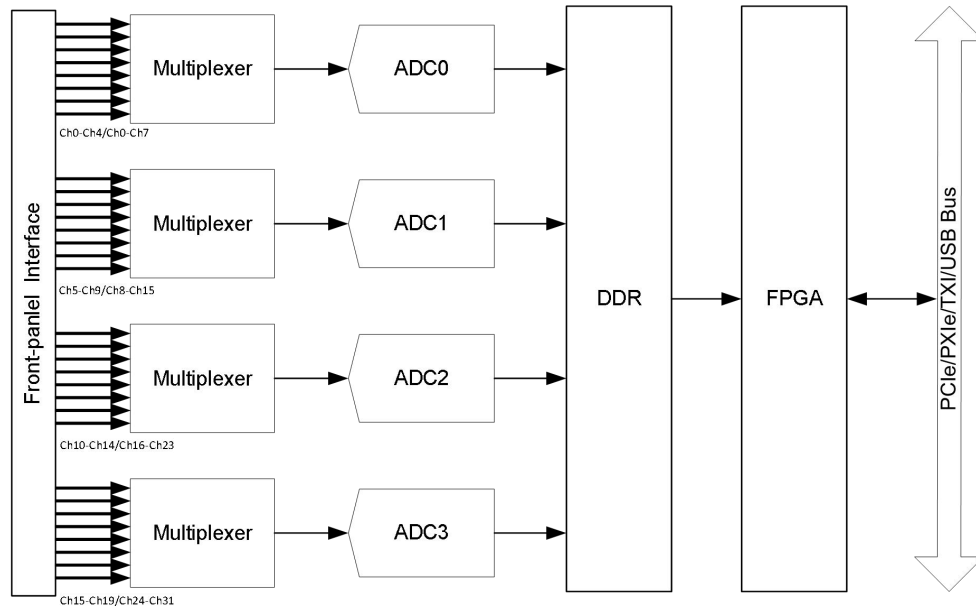 Front-panlel Interface
Multiplexer
ADC0
Ch0-Ch4/Ch0-Ch7
Multiplexer
ADC1
Ch5-Ch9/Ch8-Ch15
Multiplexer
ADC2
Ch10-Ch14/Ch16-Ch23
Multiplexer
ADC3
Ch15-Ch19/Ch24-Ch31
DDR
FPGA
PCIe/PXIe/TXI/USB Bus